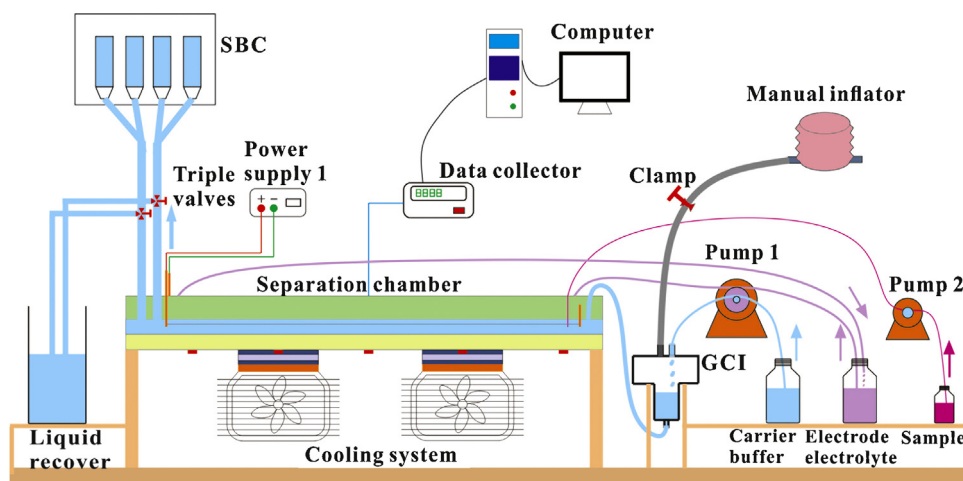 SBC
Computer
Manual inflator
Power
supply 1
Triple
valves
+ −
Data collector
8888
Clamp
Separation chamber
Pump 1
Pump 2
GCI
Liquid
recover
Cooling system
Carrier
buffer
Electrode
electrolyte
Sample